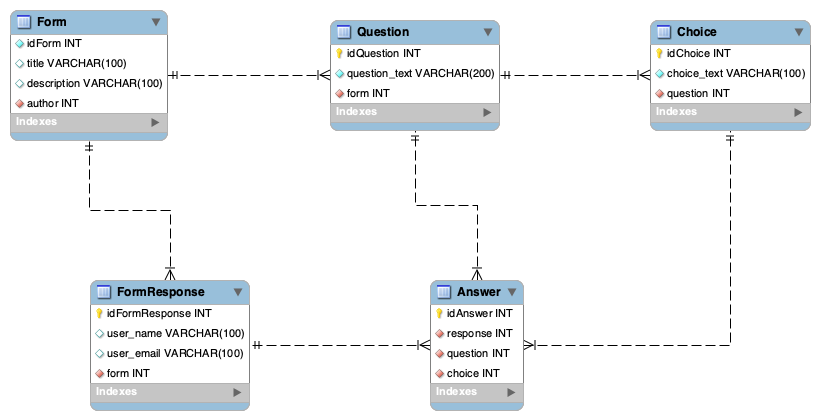 Form
idForm INT
title VARCHAR(100)
description VARCHAR(100)
author INT
Indexes
Question
idQuestion INT
question_text VARCHAR(200)
form INT
Indexes
Choice
idChoice INT
choice_text VARCHAR(100)
question INT
Indexes
FormResponse
idFormResponse INT
user_name VARCHAR(100)
user_email VARCHAR(100)
form INT
Indexes
Answer
idAnswer INT
response INT
question INT
choice INT
Indexes